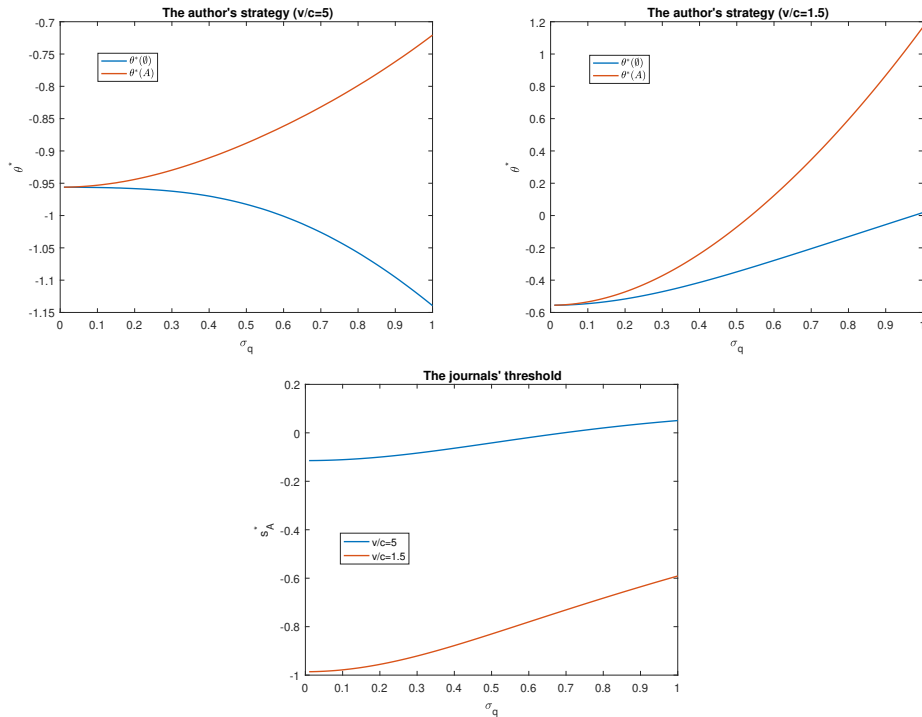 The author's strategy (v/c=5)
-0.7
-0.75
-0.8
-0.85
-0.9
-0.95
-1
-1.05
-1.1
-1.15
θ*
θ*(∅)
θ*(A)
0 0.1 0.2 0.3 0.4 0.5 0.6 0.7 0.8 0.9 1
σq
The author's strategy (v/c=1.5)
1.2
1
0.8
0.6
0.4
0.2
0
-0.2
-0.4
-0.6
θ*
θ*(∅)
θ*(A)
0 0.1 0.2 0.3 0.4 0.5 0.6 0.7 0.8 0.9 1
σq
The journals' threshold
0.2
0
-0.2
-0.4
-0.6
-0.8
-1
s*A
v/c=5
v/c=1.5
0 0.1 0.2 0.3 0.4 0.5 0.6 0.7 0.8 0.9 1
σq